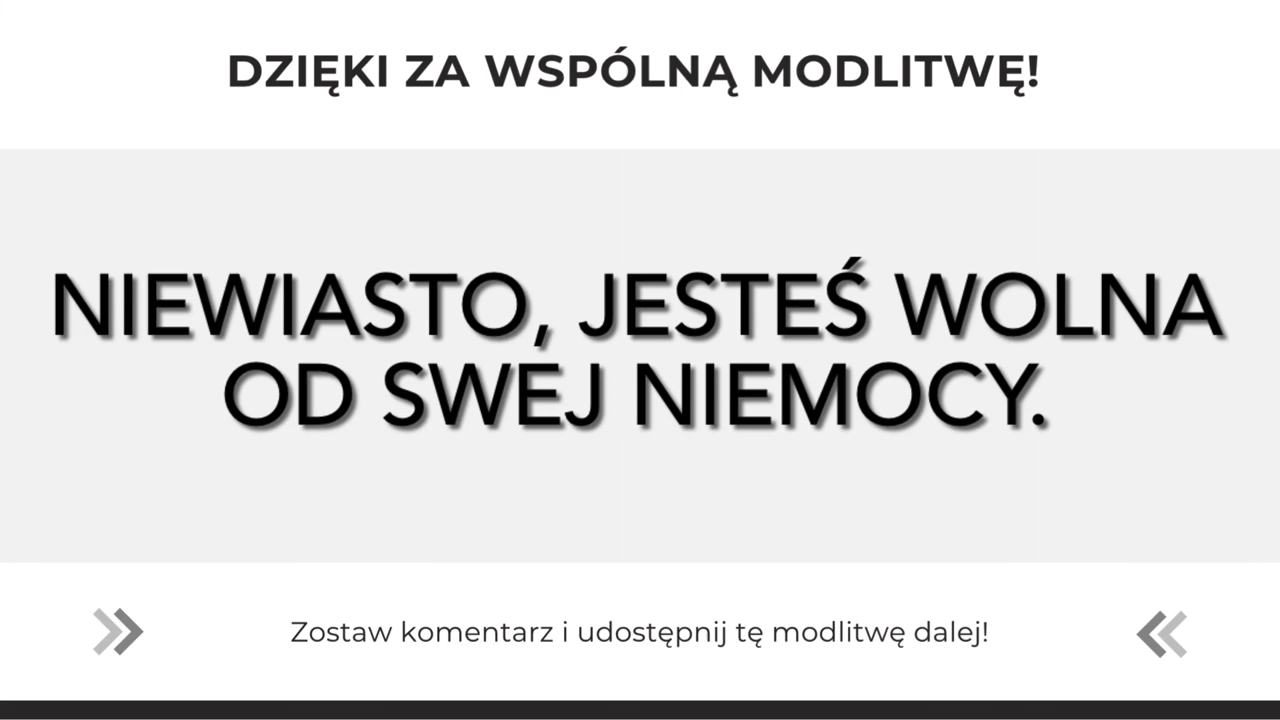 DZIĘKI ZA WSPÓLNĄ MODLITWĘ!
NIEWIASTO, JESTEŚ WOLNA
OD SWEJ NIEMOCY.
Zostaw komentarz i udostępnij tę modlitwę dalej!